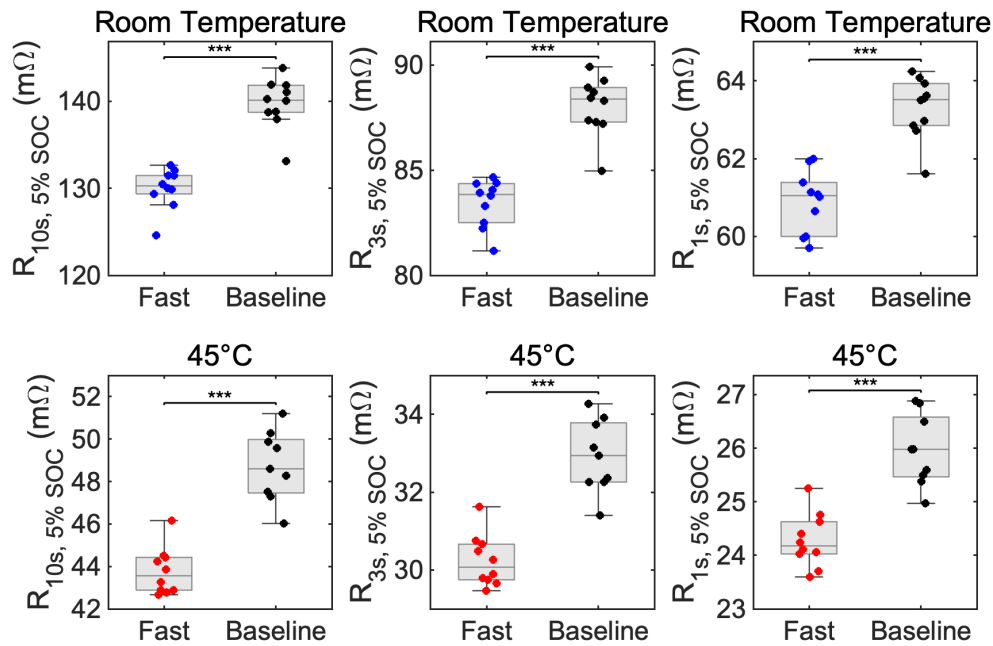 Room Temperature
R10s, 5% SOC (mΩ)
140
130
120
***
Fast
Baseline
Room Temperature
R3s, 5% SOC (mΩ)
90
85
80
***
Fast
Baseline
Room Temperature
R1s, 5% SOC (mΩ)
64
62
60
***
Fast
Baseline
45°C
R10s, 5% SOC (mΩ)
52
50
48
46
44
42
***
Fast
Baseline
45°C
R3s, 5% SOC (mΩ)
34
32
30
***
Fast
Baseline
45°C
R1s, 5% SOC (mΩ)
27
26
25
24
23
***
Fast
Baseline